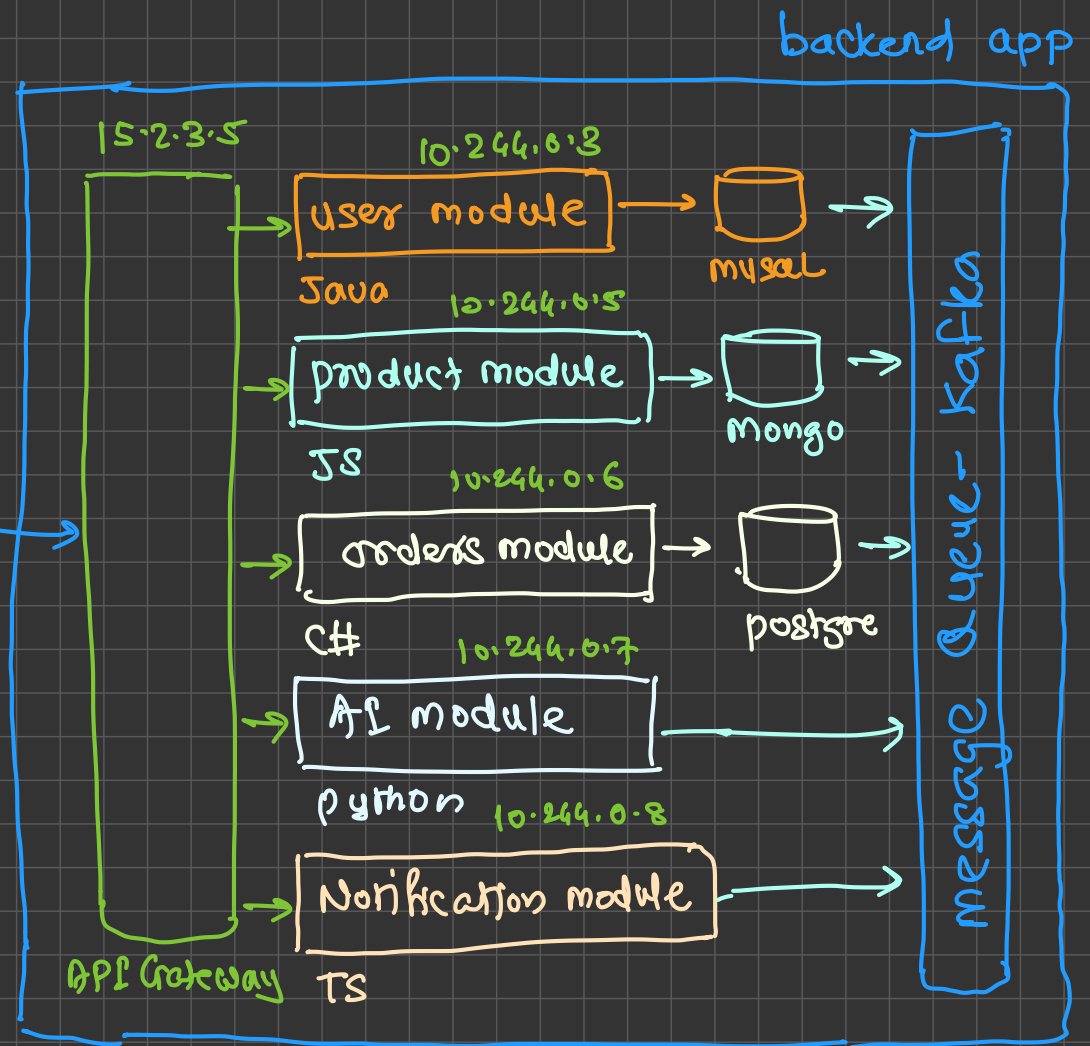 backend app
15.2.3.5
10.244.0.3
user module
Java
mysQL
10.244.0.5
product module
JS
Mongo
10.244.0.6
orders module
C#
postgre
10.244.0.7
AI module
python
10.244.0.8
Notification module
TS
API Gateway
message Queue - Kafka